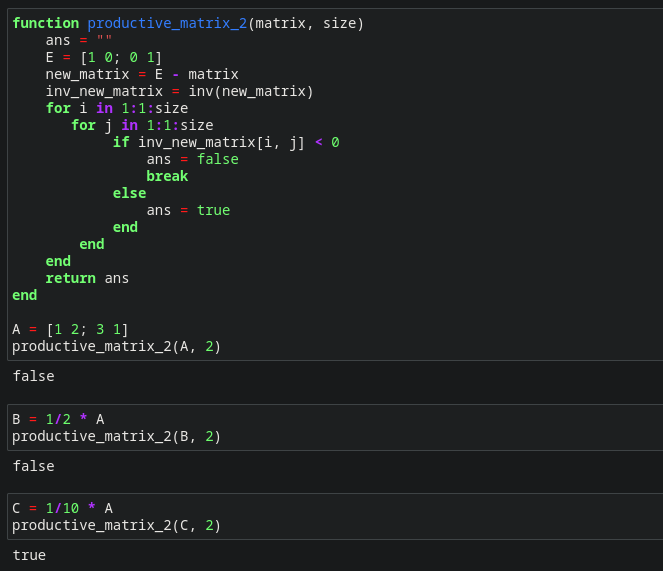 function productive_matrix_2(matrix, size)
    ans = ""
    E = [1 0; 0 1]
    new_matrix = E - matrix
    inv_new_matrix = inv(new_matrix)
    for i in 1:1:size
       for j in 1:1:size
            if inv_new_matrix[i, j] < 0
                ans = false
                break
            else
                ans = true
            end
        end
    end
    return ans
end

A = [1 2; 3 1]
productive_matrix_2(A, 2)
false
B = 1/2 * A
productive_matrix_2(B, 2)
false
C = 1/10 * A
productive_matrix_2(C, 2)
true